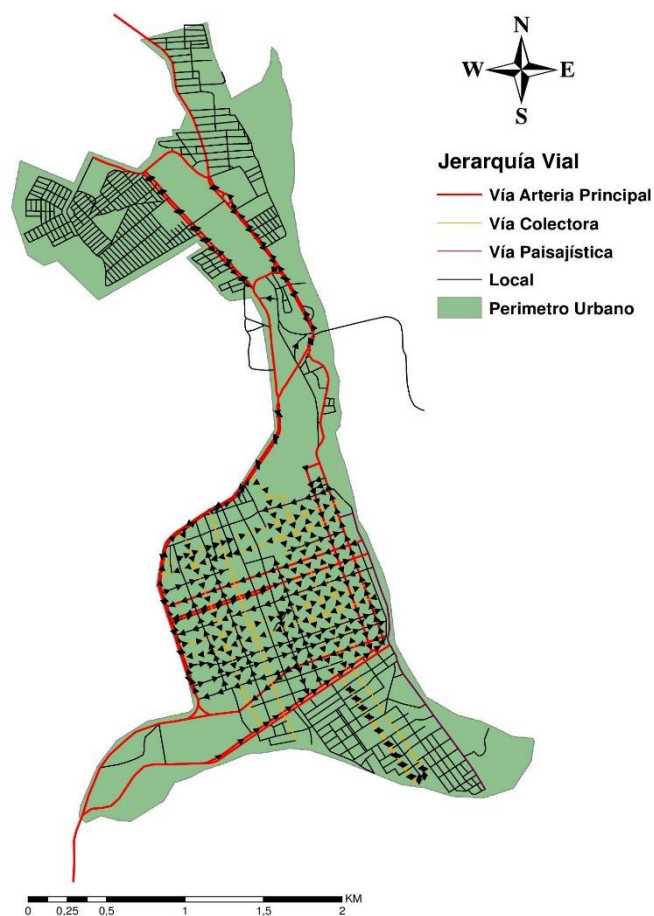 N
W E
S
Jerarquía Vial
Vía Arteria Principal
Vía Colectora
Vía Paisajística
Local
Perimetro Urbano
KM
0 0,25 0,5 1 1,5 2